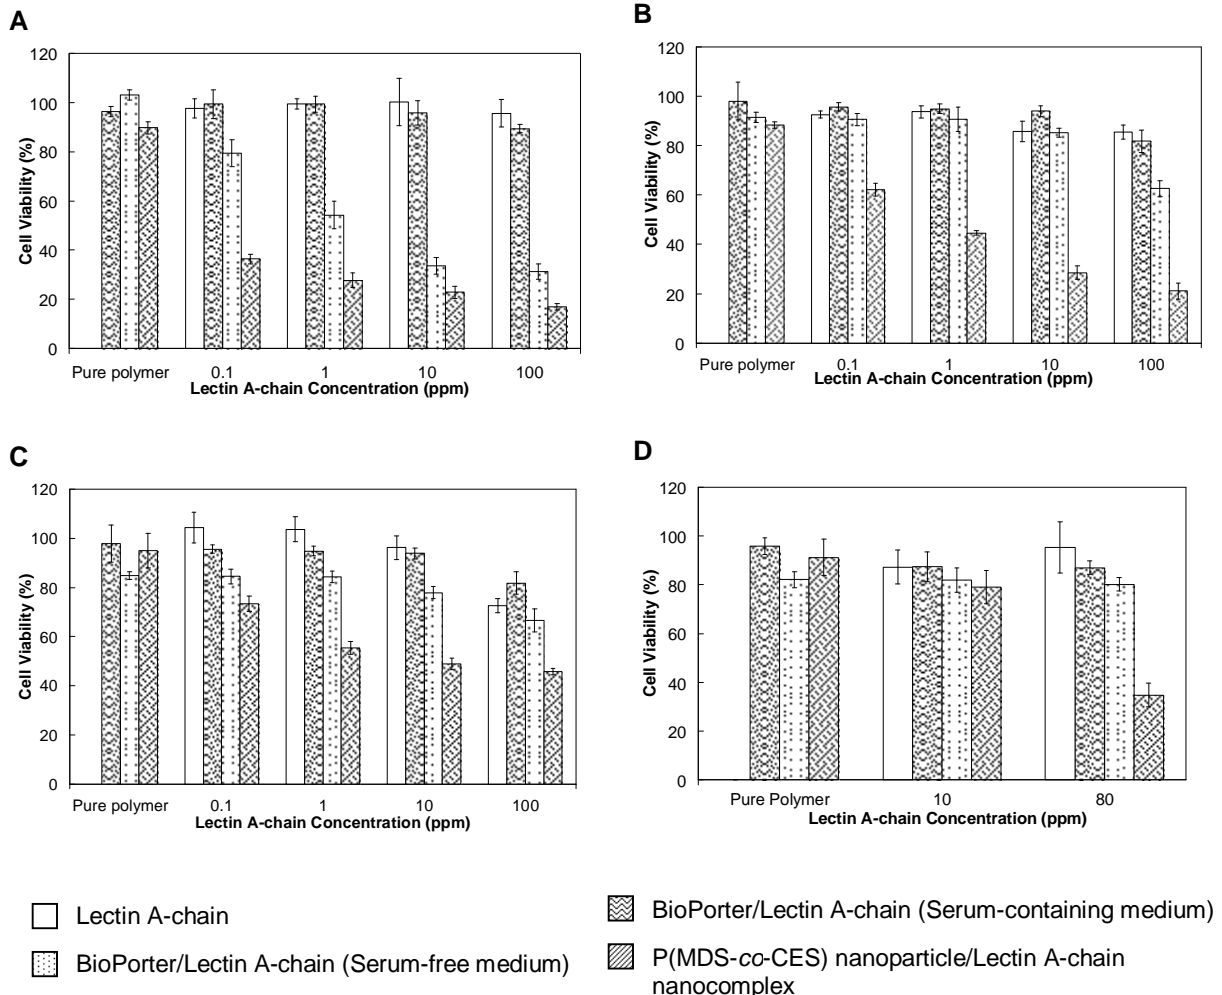 A
120
100
80
60
40
20
0
Cell Viability (%)
Pure polymer 0.1 1 10 100
Lectin A-chain Concentration (ppm)
B
120
100
80
60
40
20
0
Cell Viability (%)
Pure polymer 0.1 1 10 100
Lectin A-chain Concentration (ppm)
C
120
100
80
60
40
20
0
Cell Viability (%)
Pure polymer 0.1 1 10 100
Lectin A-chain Concentration (ppm)
D
120
100
80
60
40
20
0
Cell Viability (%)
Pure Polymer 10 80
Lectin A-chain Concentration (ppm)
Lectin A-chain
BioPorter/Lectin A-chain (Serum-free medium)
BioPorter/Lectin A-chain (Serum-containing medium)
P(MDS-co-CES) nanoparticle/Lectin A-chain
nanocomplex